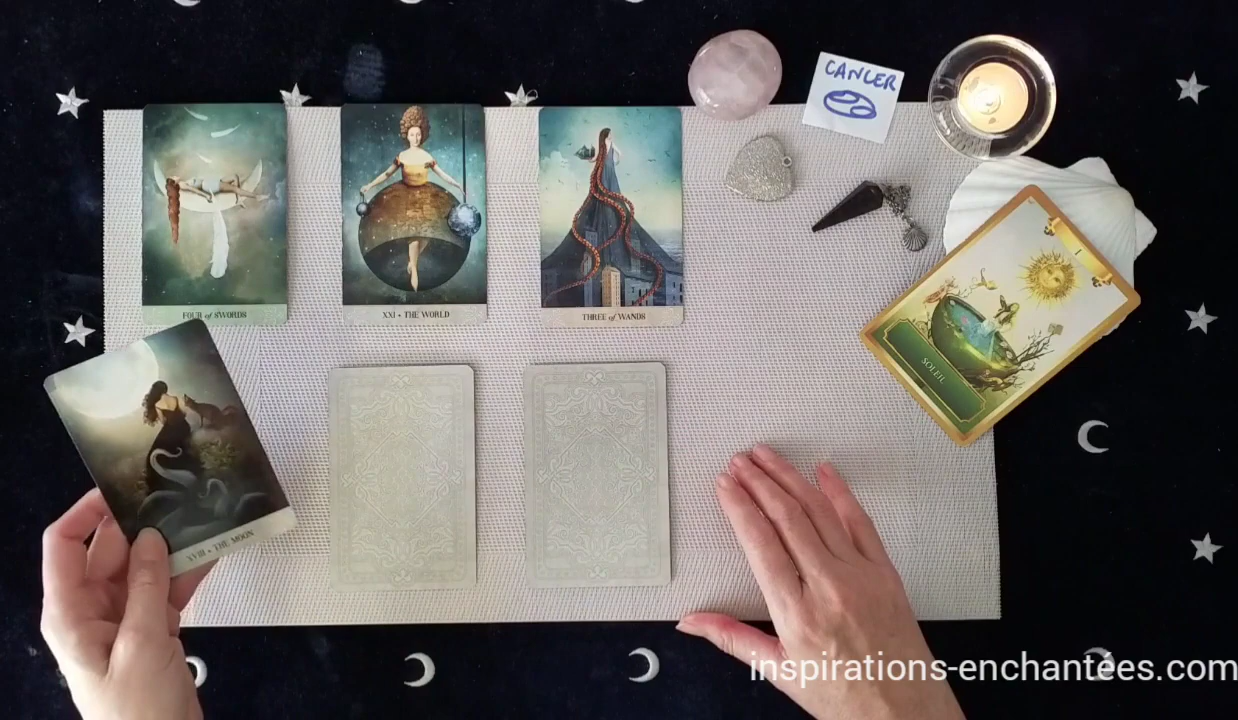 CANCER
FOUR of SWORDS
XXI • THE WORLD
THREE of WANDS
I
SOLEIL
XVIII • THE MOON
inspirations-enchantées.com